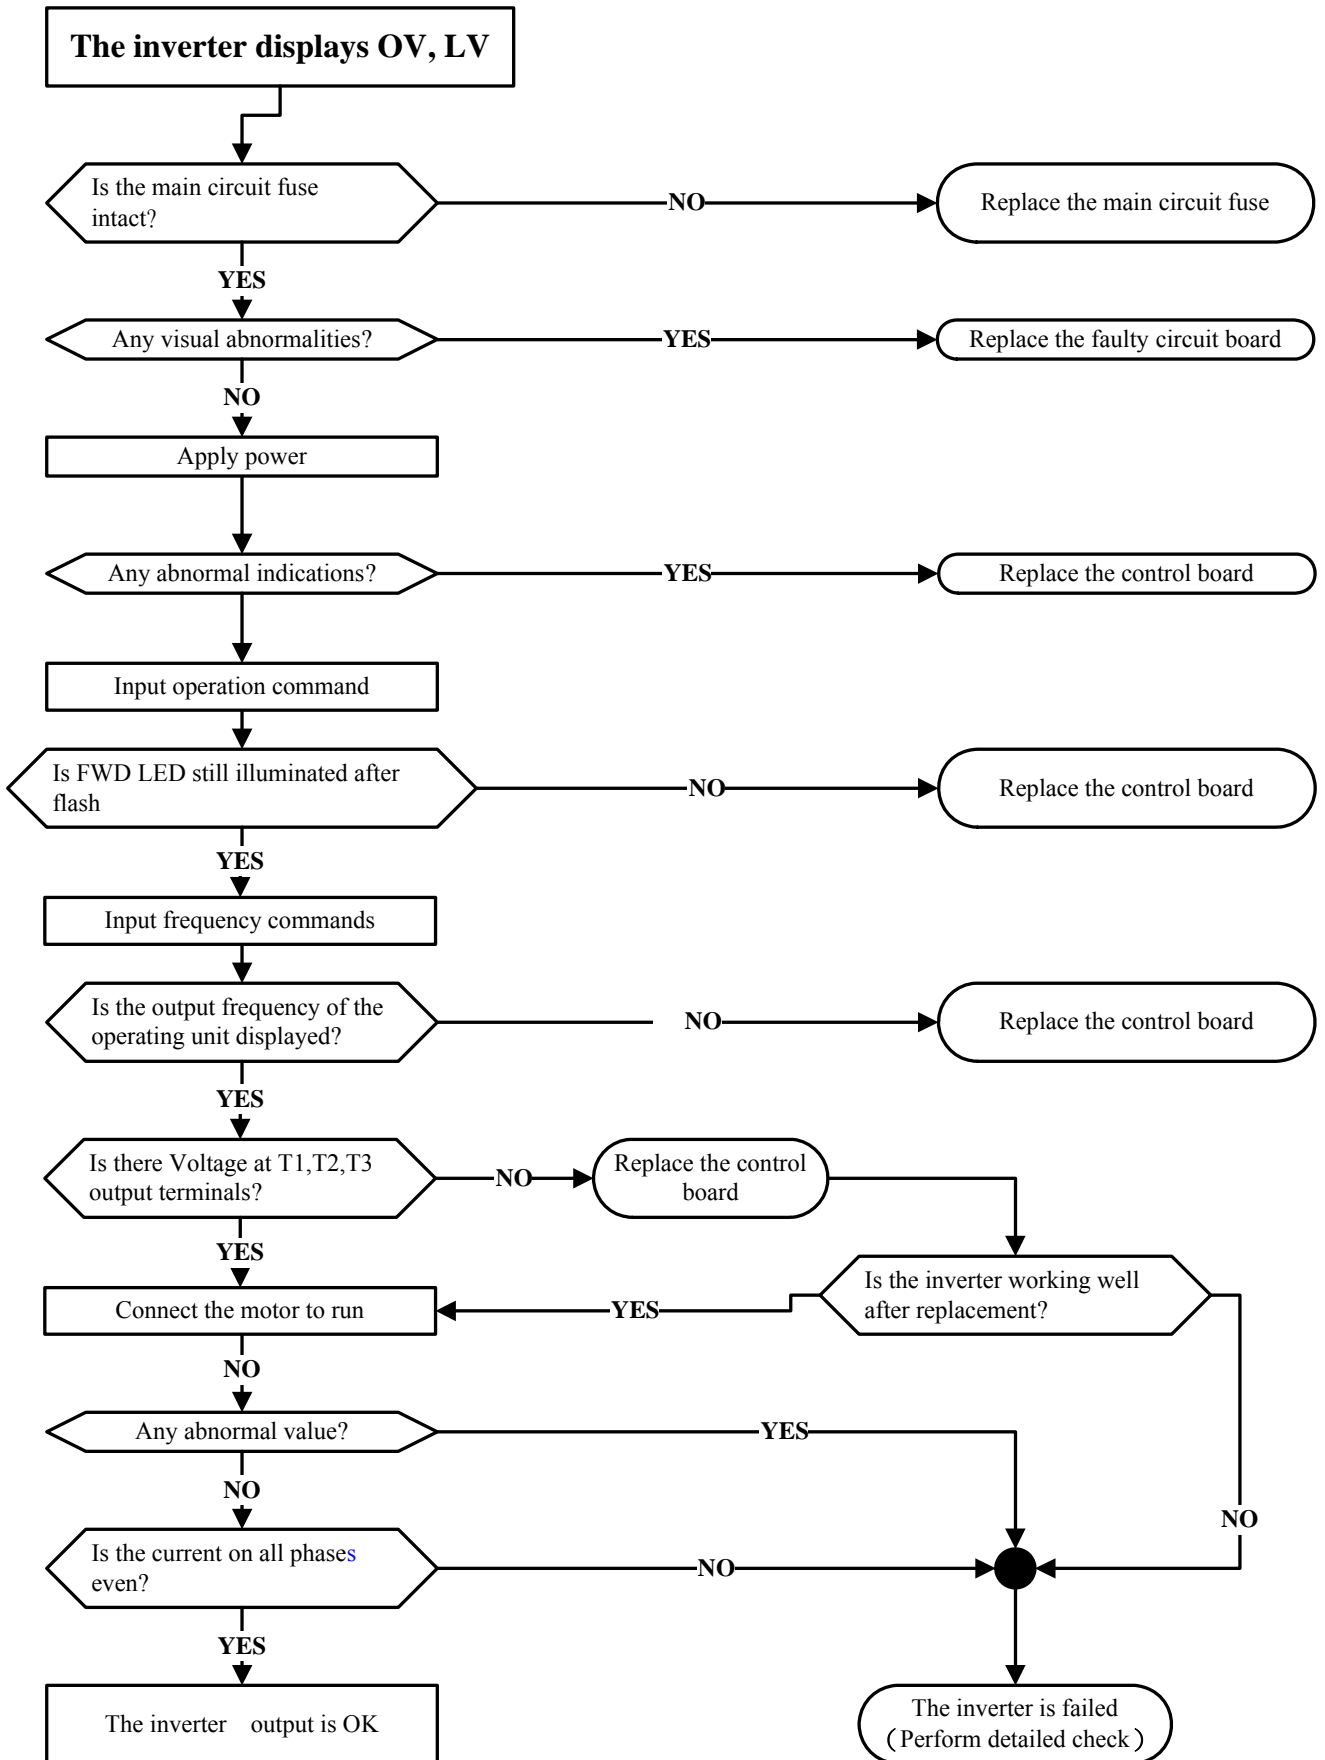 The inverter displays OV, LV
Is the main circuit fuse
intact?
NO
Replace the main circuit fuse
YES
Any visual abnormalities?
YES
Replace the faulty circuit board
NO
Apply power
Any abnormal indications?
YES
Replace the control board
Input operation command
Is FWD LED still illuminated after
flash
NO
Replace the control board
YES
Input frequency commands
Is the output frequency of the
operating unit displayed?
NO
Replace the control board
YES
Is there Voltage at T1,T2,T3
output terminals?
NO
Replace the control
board
YES
Is the inverter working well
after replacement?
Connect the motor to run
YES
NO
Any abnormal value?
YES
NO
NO
Is the current on all phases
even?
NO
YES
The inverter output is OK
The inverter is failed
（Perform detailed check）